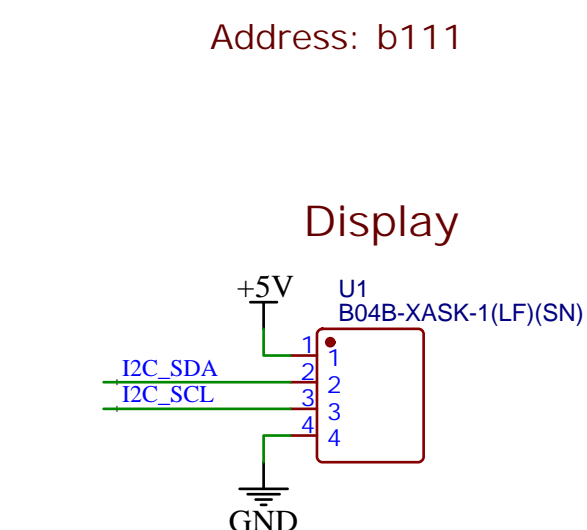 Address: b111
Display
+5V
U1
B04B-XASK-1(LF)(SN)
1
1
I2C_SDA
2
2
I2C_SCL
3
3
4
4
GND